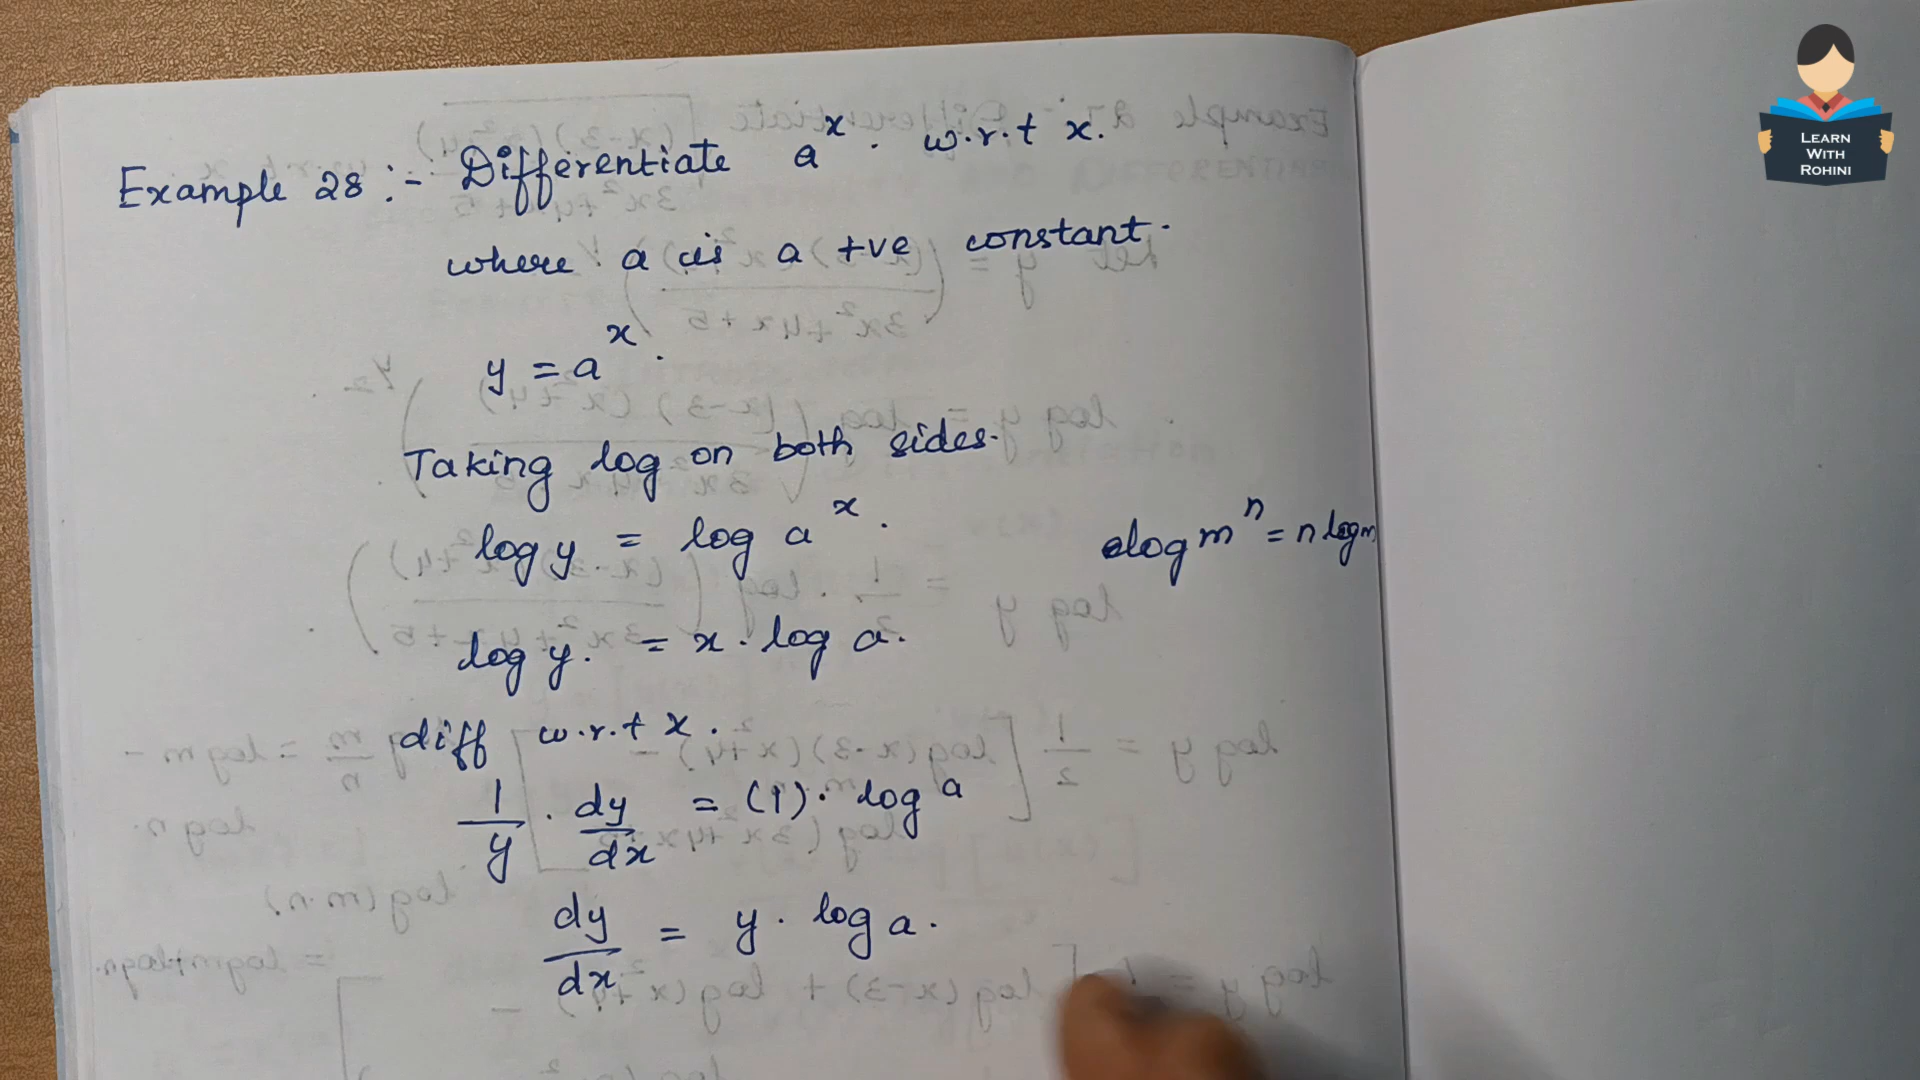 Example 28 :- Differentiate a^x. w.r.t x.
where a is a +ve constant.
y = a^x.
Taking log on both sides.
log y = log a^x.
log m^n = n log m
log y. = x. log a.
diff w.r.t x.
1/y . dy/dx = (1). log a
dy/dx = y. log a.
LEARN
WITH
ROHINI